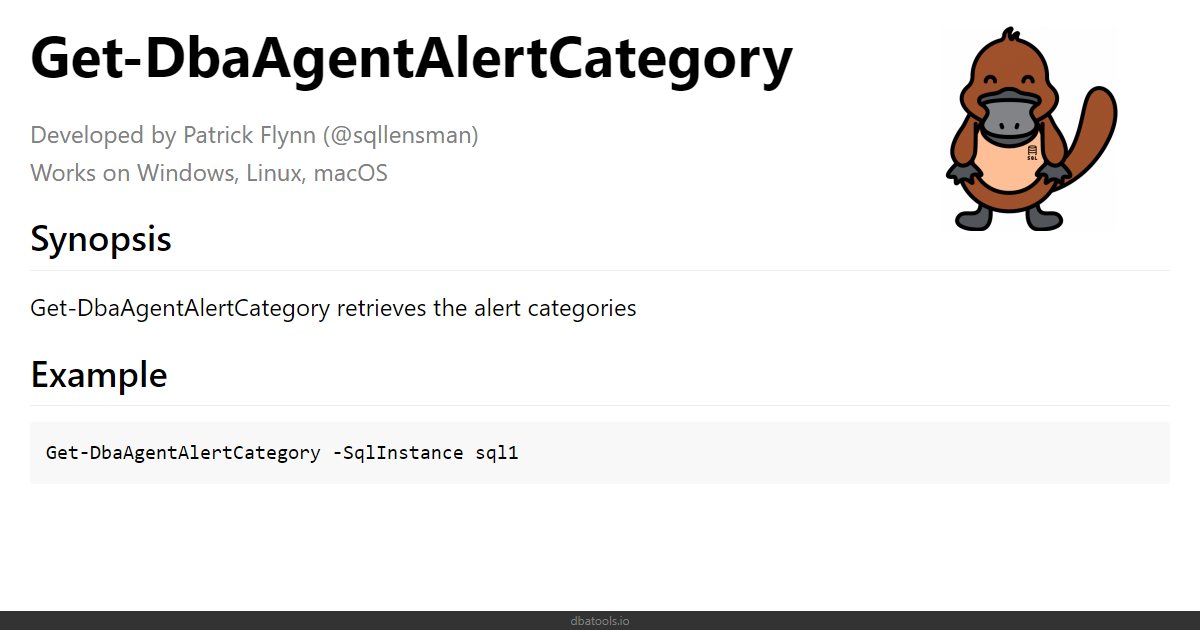 Get-DbaAgentAlertCategory
Developed by Patrick Flynn (@sqllensman)
Works on Windows, Linux, macOS
SQL
Synopsis
Get-DbaAgentAlertCategory retrieves the alert categories
Example
Get-DbaAgentAlertCategory -SqlInstance sql1
dbatools.io